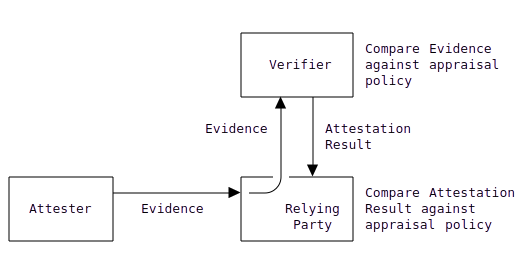 Verifier
Compare Evidence
against appraisal
policy
Evidence
Attestation
Result
Attester
Evidence
Relying
Party
Compare Attestation
Result against
appraisal policy